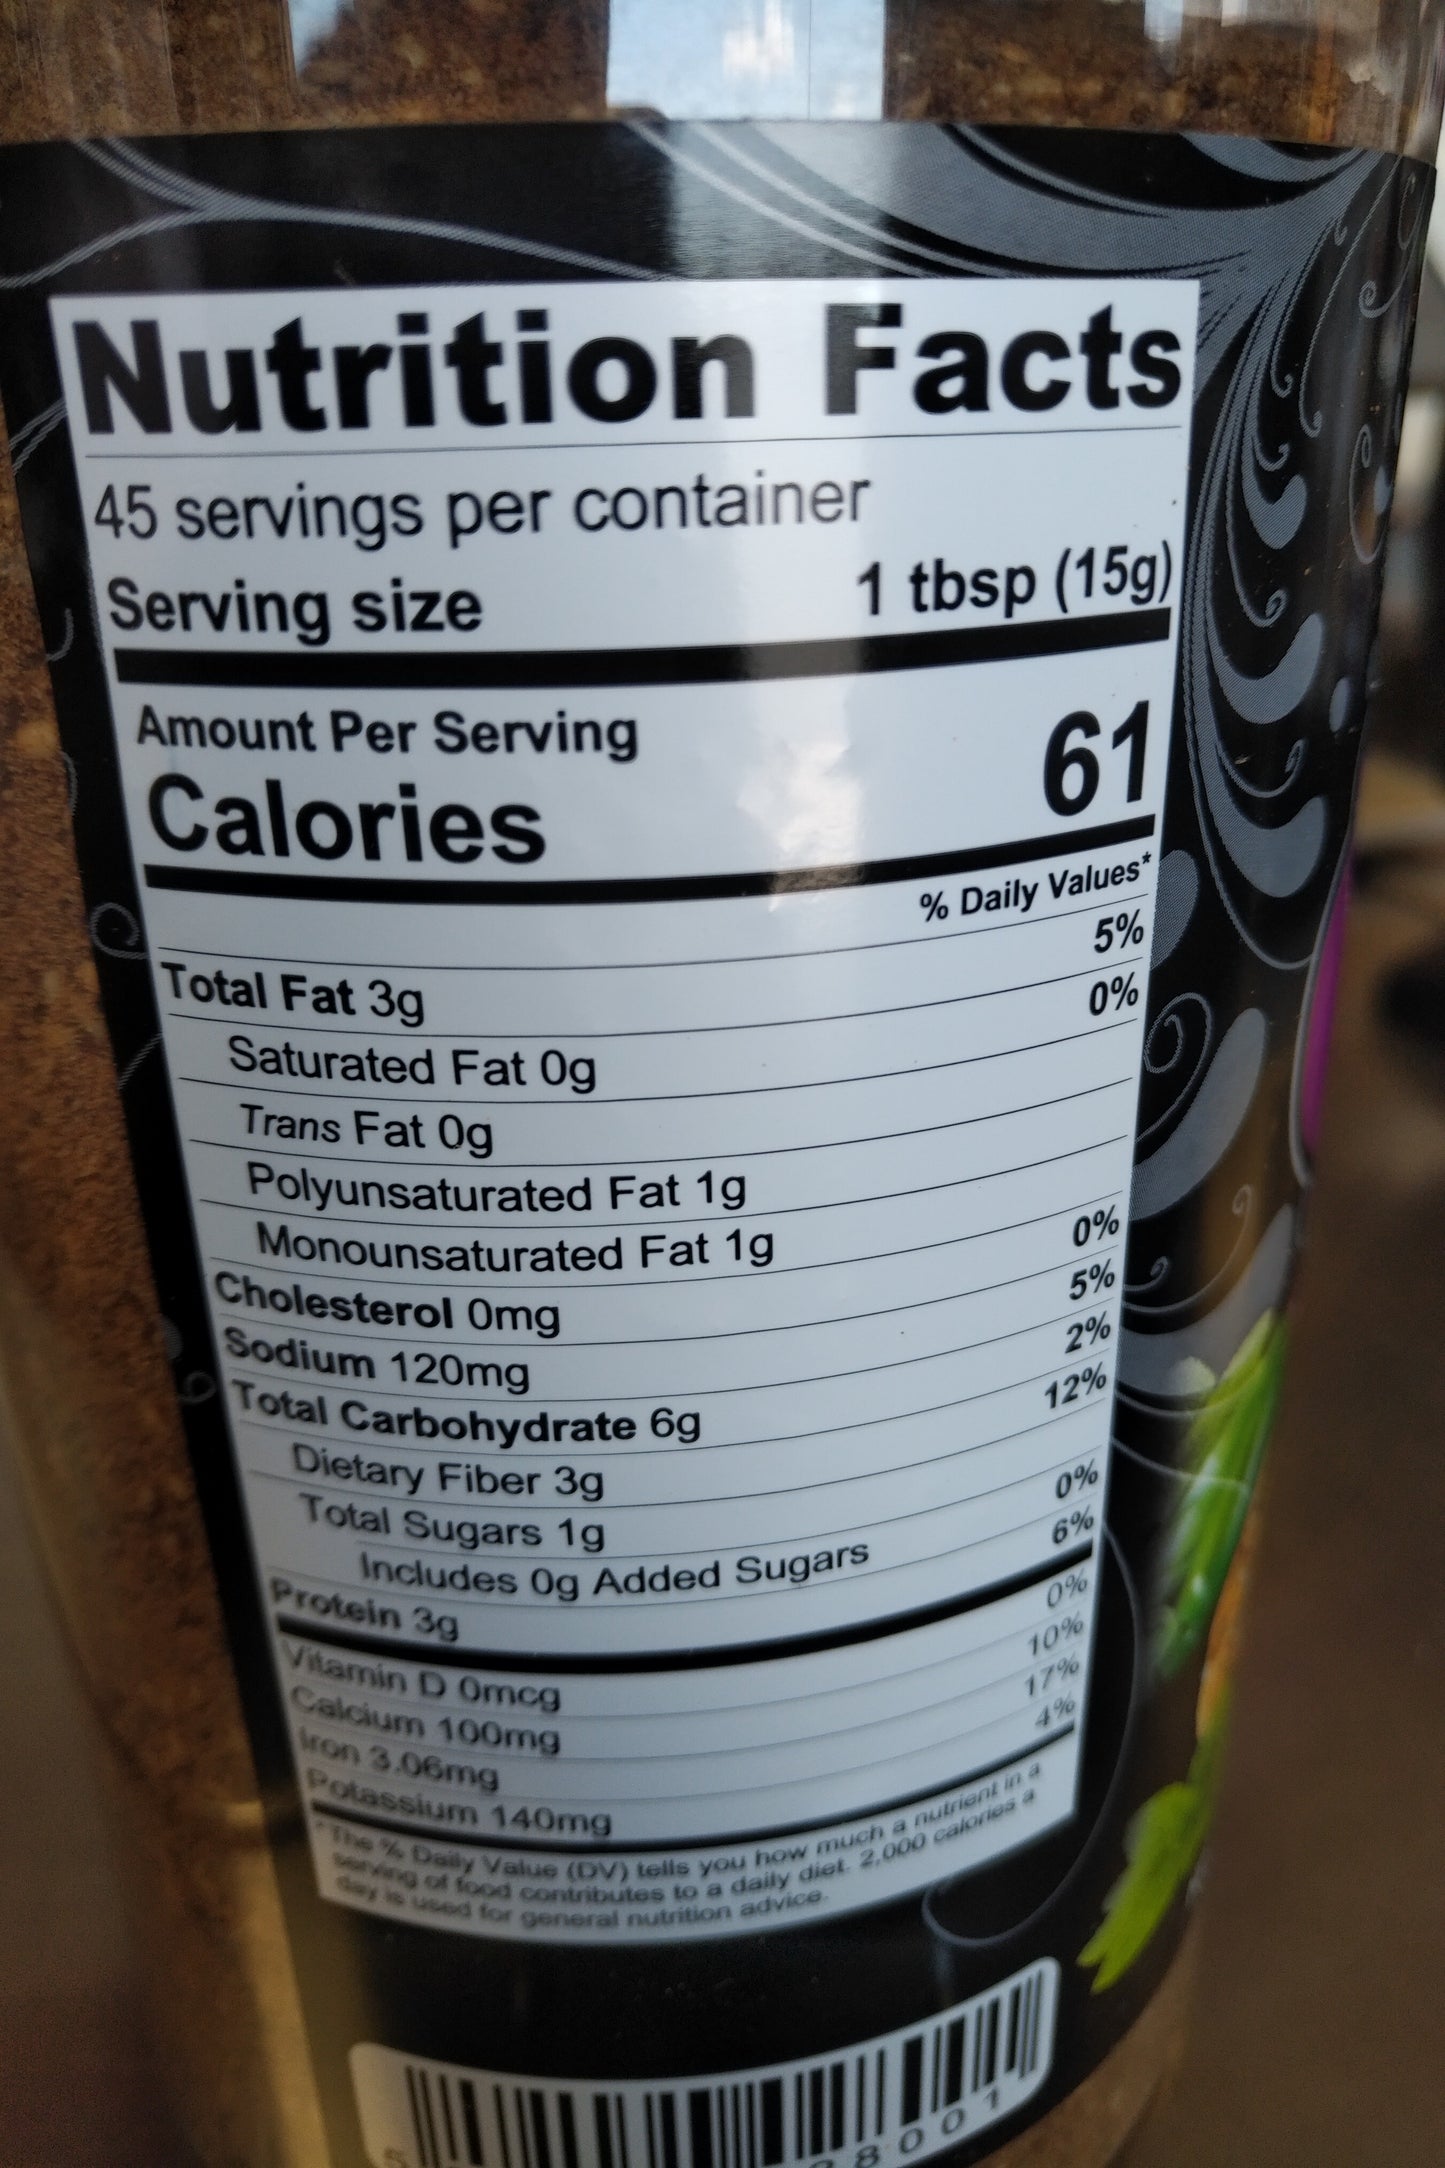 Nutrition Facts
45 servings per container
Serving size 1 tbsp (15g)
Amount Per Serving
Calories 61
% Daily Values*
Total Fat 3g 5%
Saturated Fat 0g 0%
Trans Fat 0g
Polyunsaturated Fat 1g
Monounsaturated Fat 1g
Cholesterol 0mg 0%
Sodium 120mg 5%
Total Carbohydrate 6g 2%
Dietary Fiber 3g 12%
Total Sugars 1g
Includes 0g Added Sugars 0%
Protein 3g 6%
Vitamin D 0mcg 0%
Calcium 100mg 10%
Iron 3.06mg 17%
Potassium 140mg 4%
*The % Daily Value (DV) tells you how much a nutrient in a
serving of food contributes to a daily diet. 2,000 calories a
day is used for general nutrition advice.
8001